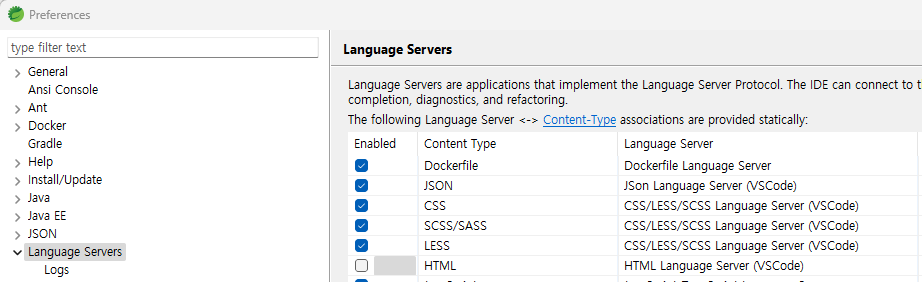 Preferences
type filter text
General
Ansi Console
Ant
Docker
Gradle
Help
Install/Update
Java
Java EE
JSON
Language Servers
Logs
Language Servers
Language Servers are applications that implement the Language Server Protocol. The IDE can connect to
completion, diagnostics, and refactoring.
The following Language Server <-> Content-Type associations are provided statically:
Enabled Content Type Language Server
Dockerfile Dockerfile Language Server
JSON JSon Language Server (VSCode)
CSS CSS/LESS/SCSS Language Server (VSCode)
SCSS/SASS CSS/LESS/SCSS Language Server (VSCode)
LESS CSS/LESS/SCSS Language Server (VSCode)
HTML HTML Language Server (VSCode)